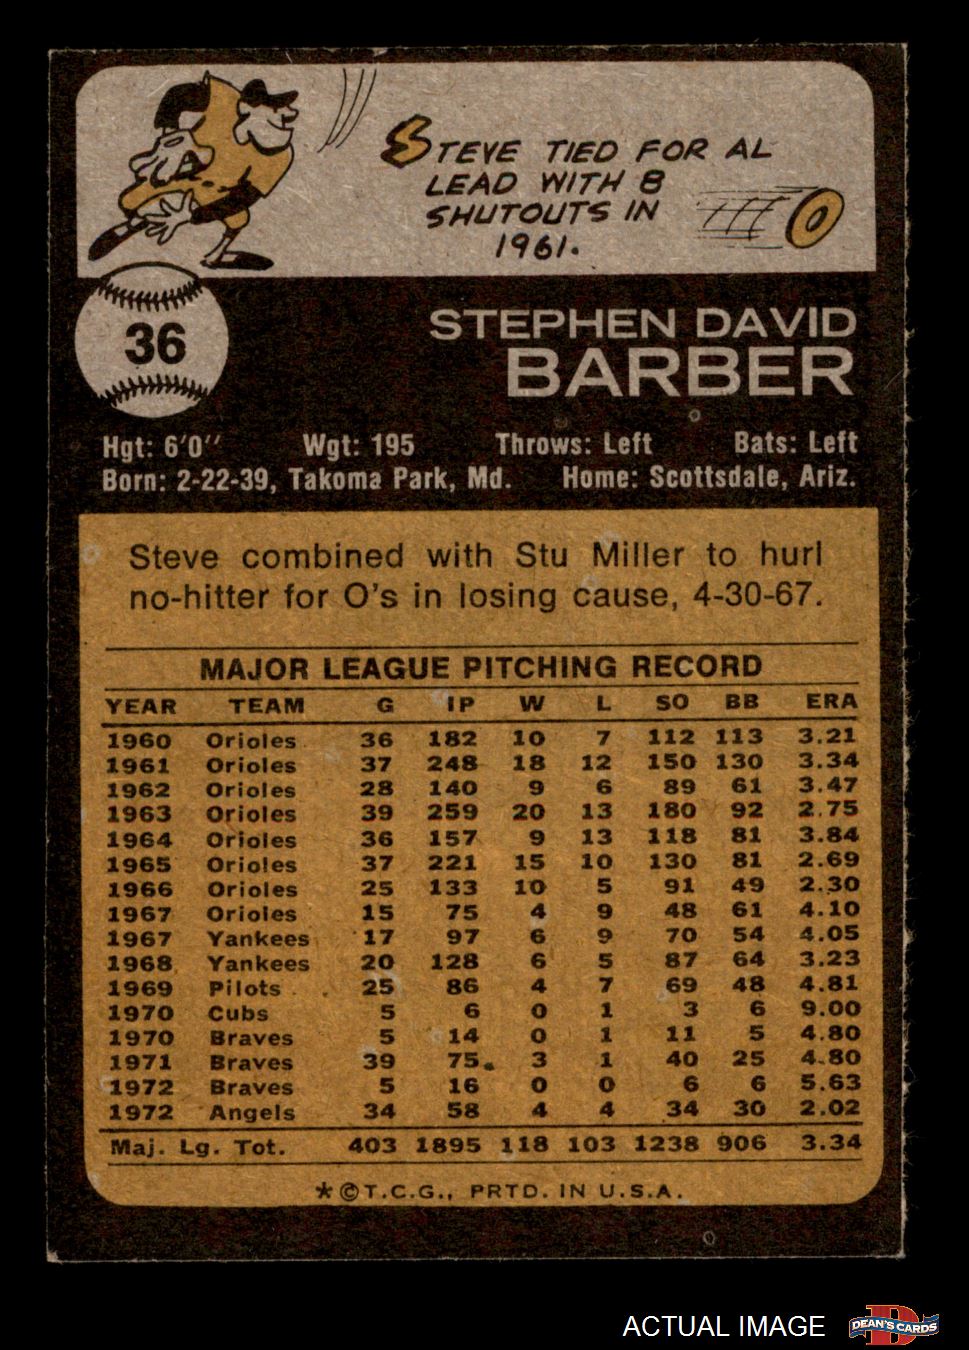 STEVE TIED FOR AL
LEAD WITH 8
SHUTOUTS IN
1961.
36
STEPHEN DAVID
BARBER
Hgt: 6'0" Wgt: 195 Throws: Left Bats: Left
Born: 2-22-39, Takoma Park, Md. Home: Scottsdale, Ariz.
Steve combined with Stu Miller to hurl
no-hitter for O's in losing cause, 4-30-67.
MAJOR LEAGUE PITCHING RECORD
YEAR TEAM G IP W L SO BB ERA
1960 Orioles 36 182 10 7 112 113 3.21
1961 Orioles 37 248 18 12 150 130 3.34
1962 Orioles 28 140 9 6 89 61 3.47
1963 Orioles 39 259 20 13 180 92 2.75
1964 Orioles 36 157 9 13 118 81 3.84
1965 Orioles 37 221 15 10 130 81 2.69
1966 Orioles 25 133 10 5 91 49 2.30
1967 Orioles 15 75 4 9 48 61 4.10
1967 Yankees 17 97 6 9 70 54 4.05
1968 Yankees 20 128 6 5 87 64 3.23
1969 Pilots 25 86 4 7 69 48 4.81
1970 Cubs 5 6 0 1 3 6 9.00
1970 Braves 5 14 0 1 11 5 4.80
1971 Braves 39 75 3 1 40 25 4.80
1972 Braves 5 16 0 0 6 6 5.63
1972 Angels 34 58 4 4 34 30 2.02
Maj. Lg. Tot. 403 1895 118 103 1238 906 3.34
*©T.C.G., PRTD. IN U.S.A.
ACTUAL IMAGE
D
DEAN'S CARDS